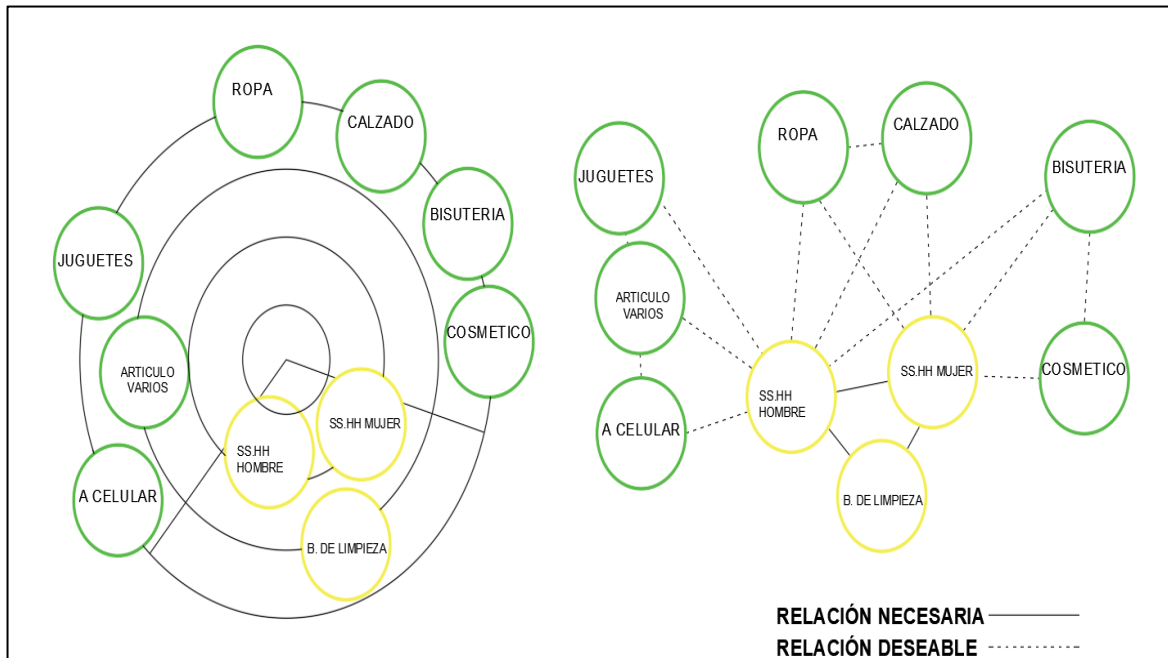 ROPA
CALZADO
BISUTERIA
JUGUETES
COSMETICO
ARTICULO
VARIOS
SS.HH MUJER
SS.HH
HOMBRE
A CELULAR
B. DE LIMPIEZA
ROPA
CALZADO
BISUTERIA
JUGUETES
ARTICULO
VARIOS
COSMETICO
SS.HH MUJER
SS.HH
HOMBRE
A CELULAR
B. DE LIMPIEZA
RELACIÓN NECESARIA
RELACIÓN DESEABLE